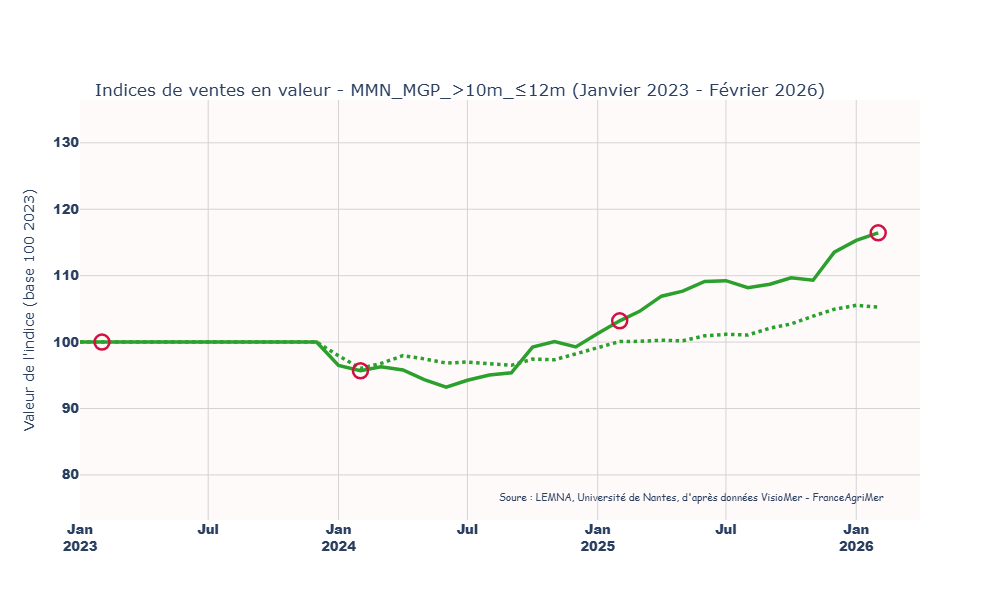 Indices de ventes en valeur - MMN_MGP_>10m_≤12m (Janvier 2023 - Février 2026)
Valeur de l'indice (base 100 2023)
130
120
110
100
90
80
Soure : LEMNA, Université de Nantes, d'après données VisioMer - FranceAgriMer
Jan Jul Jan Jul Jan Jul Jan
2023 2024 2025 2026